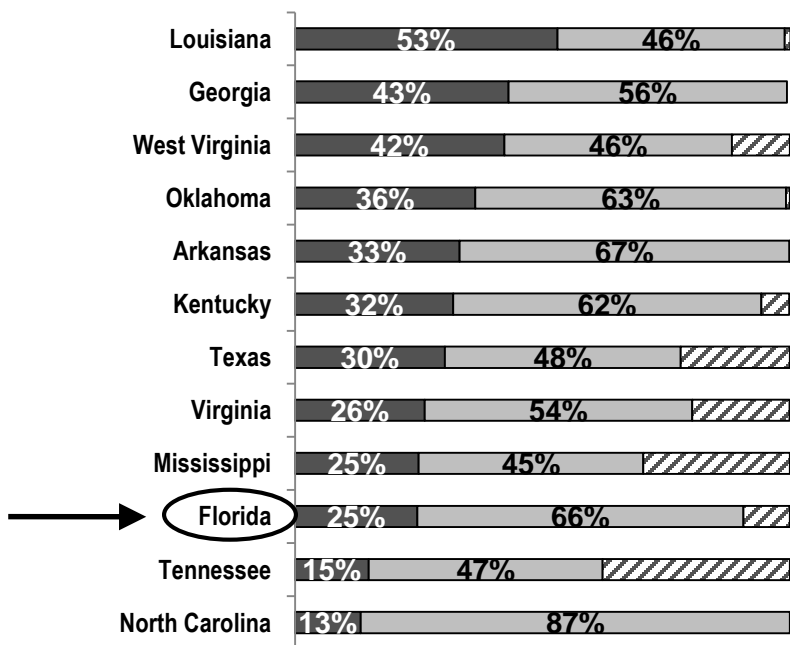 Louisiana 53% 46%
Georgia 43% 56%
West Virginia 42% 46%
Oklahoma 36% 63%
Arkansas 33% 67%
Kentucky 32% 62%
Texas 30% 48%
Virginia 26% 54%
Mississippi 25% 45%
Florida 25% 66%
Tennessee 15% 47%
North Carolina 13% 87%